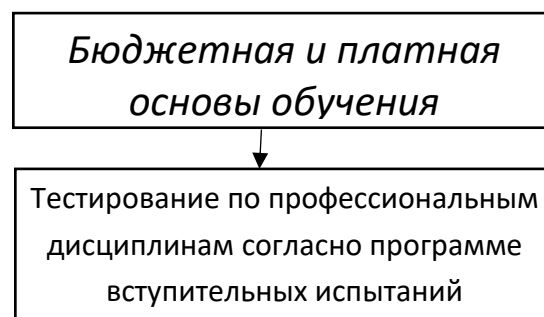 Бюджетная и платная
основы обучения
Тестирование по профессиональным
дисциплинам согласно программе
вступительных испытаний